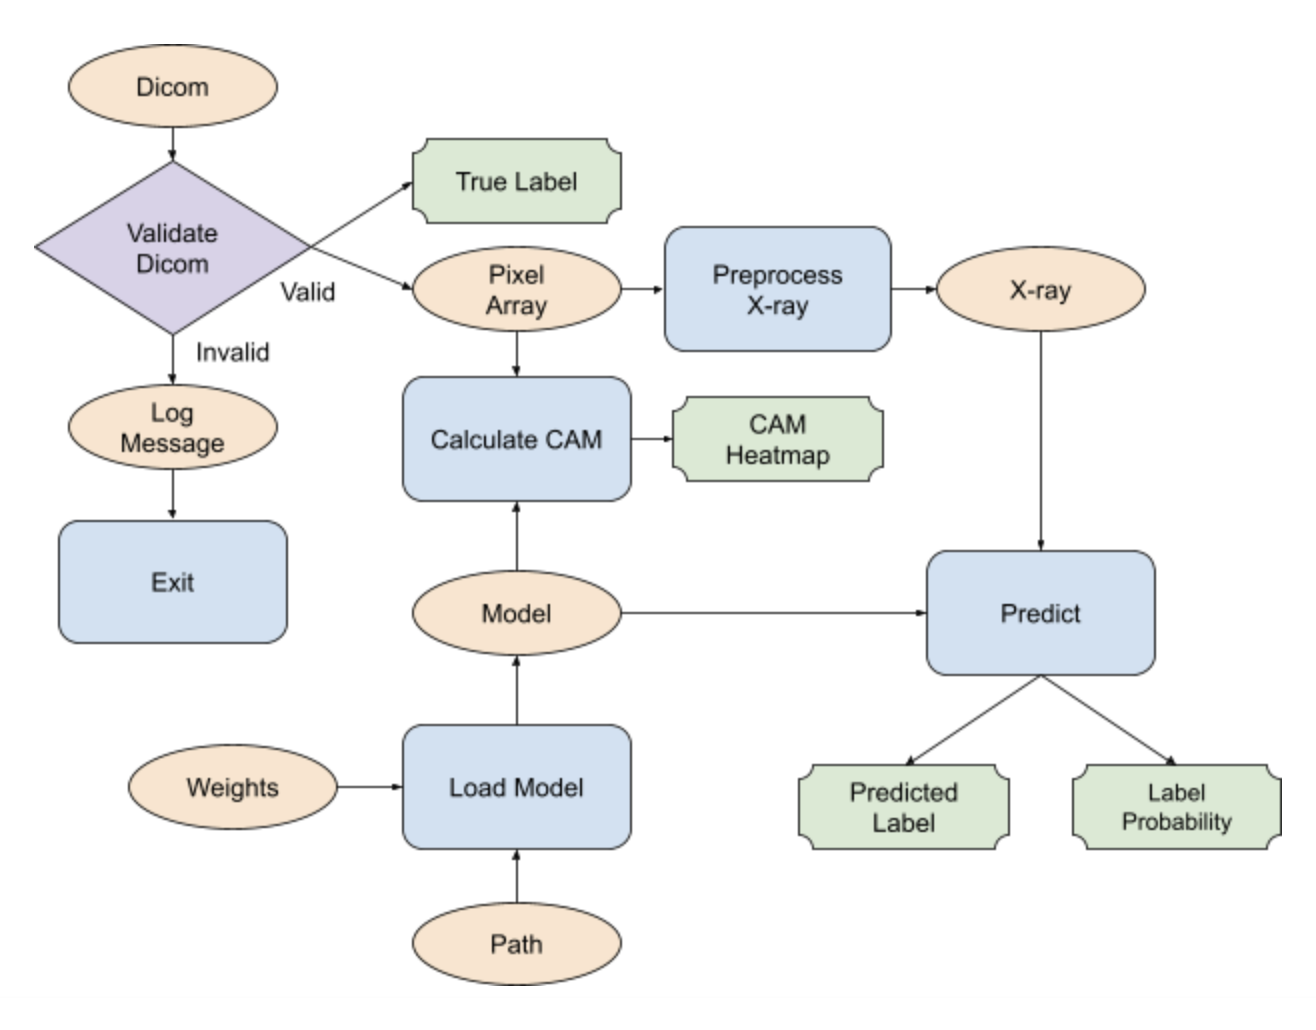 Dicom
True Label
Validate
Dicom
Valid
Pixel
Array
Preprocess
X-ray
X-ray
Invalid
Log
Message
Calculate CAM
CAM
Heatmap
Exit
Model
Predict
Weights
Load Model
Predicted
Label
Label
Probability
Path